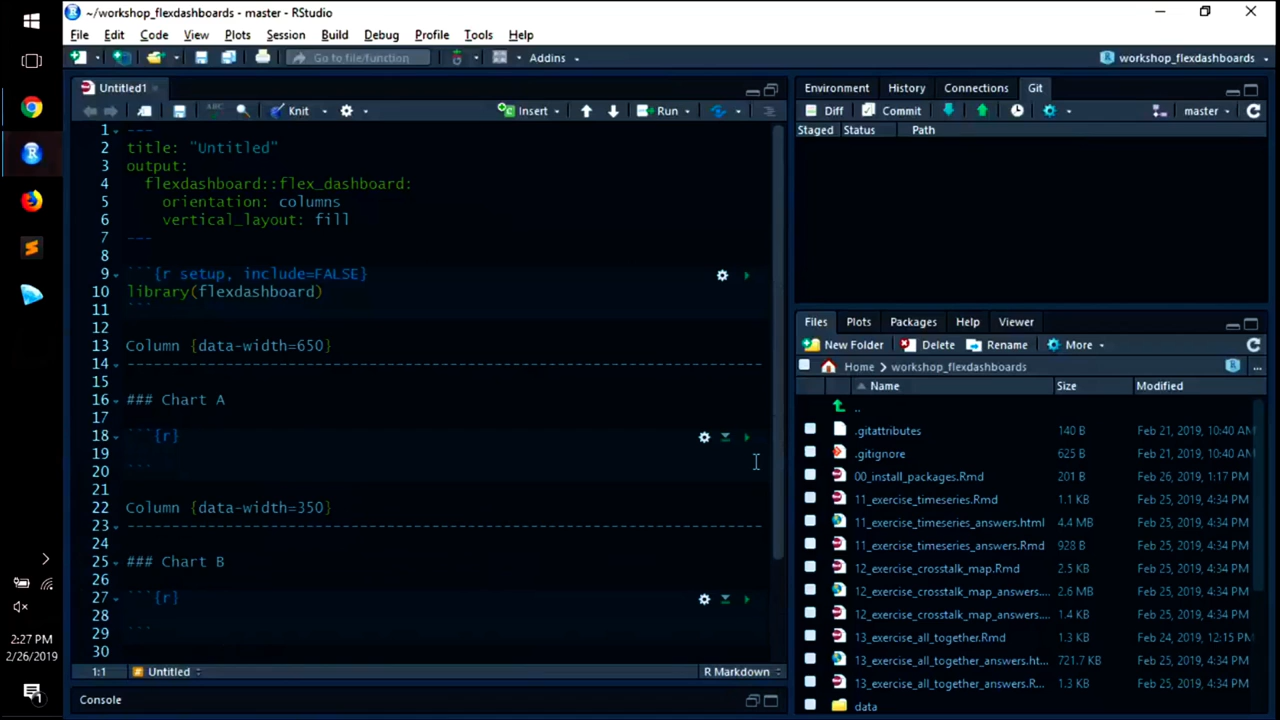 ~/workshop_flexdashboards - master - RStudio
File Edit Code View Plots Session Build Debug Profile Tools Help
Go to file/function Addins workshop_flexdashboards
Untitled1
ABC Knit Insert Run
1 ---
2 title: "Untitled"
3 output:
4 flexdashboard::flex_dashboard:
5 orientation: columns
6 vertical_layout: fill
7 ---
8
9 ```{r setup, include=FALSE}
10 library(flexdashboard)
11 ```
12
13 Column {data-width=650}
14 -----------------------------------------------------------------------
15
16 ### Chart A
17
18 ```{r}
19
20 ```
21
22 Column {data-width=350}
23 -----------------------------------------------------------------------
24
25 ### Chart B
26
27 ```{r}
28
29 ```
30
1:1 Untitled R Markdown
Console
Environment History Connections Git
Diff Commit master
Staged Status Path
Files Plots Packages Help Viewer
New Folder Delete Rename More
Home workshop_flexdashboards ...
Name Size Modified
..
.gitattributes 140 B Feb 21, 2019, 10:40 AM
.gitignore 625 B Feb 21, 2019, 10:40 AM
00_install_packages.Rmd 201 B Feb 26, 2019, 1:17 PM
11_exercise_timeseries.Rmd 1.1 KB Feb 25, 2019, 4:34 PM
11_exercise_timeseries_answers.html 4.4 MB Feb 25, 2019, 4:34 PM
11_exercise_timeseries_answers.Rmd 928 B Feb 25, 2019, 4:34 PM
12_exercise_crosstalk_map.Rmd 2.5 KB Feb 25, 2019, 4:34 PM
12_exercise_crosstalk_map_answers.... 2.6 MB Feb 25, 2019, 4:34 PM
12_exercise_crosstalk_map_answers.... 1.4 KB Feb 25, 2019, 4:34 PM
13_exercise_all_together.Rmd 1.3 KB Feb 24, 2019, 12:15 PM
13_exercise_all_together_answers.ht... 721.7 KB Feb 25, 2019, 4:34 PM
13_exercise_all_together_answers.R... 1.3 KB Feb 25, 2019, 4:34 PM
data
2:27 PM
2/26/2019